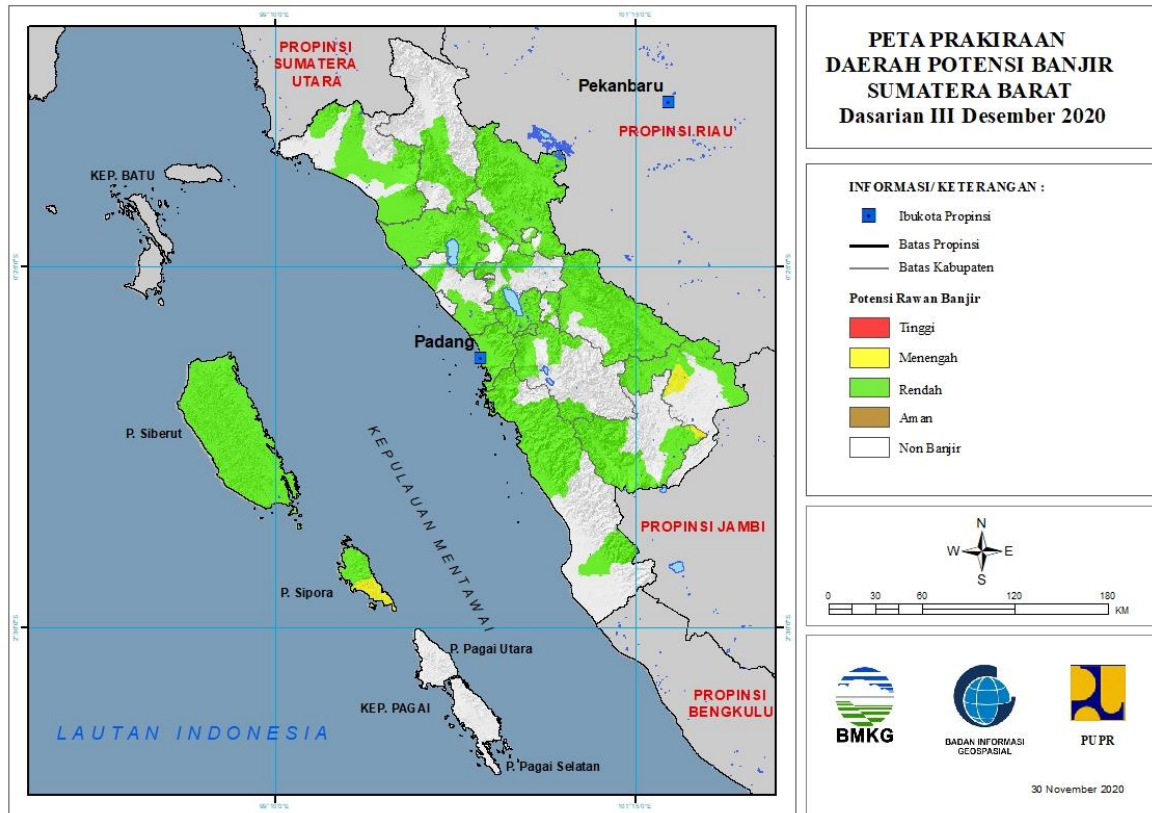 PETA PRAKIRAAN
DAERAH POTENSI BANJIR
SUMATERA BARAT
Dasarian III Desember 2020
INFORMASI/ KETERANGAN :
Ibukota Propinsi
Batas Propinsi
Batas Kabupaten
Potensi Rawan Banjir
Tinggi
Menengah
Rendah
Aman
Non Banjir
N
W E
S
0 30 60 120 180
KM
BMKG
BADAN INFORMASI
GEOSPASIAL
PUPR
30 November 2020
PROPINSI
SUMATERA
UTARA
Pekanbaru
PROPINSI RIAU
KEP. BATU
Padang
P. Siberut
KEPULAUAN MENTAWAI
PROPINSI JAMBI
P. Sipora
P. Pagai Utara
KEP. PAGAI
PROPINSI
BENGKULU
LAUTAN INDONESIA
P. Pagai Selatan